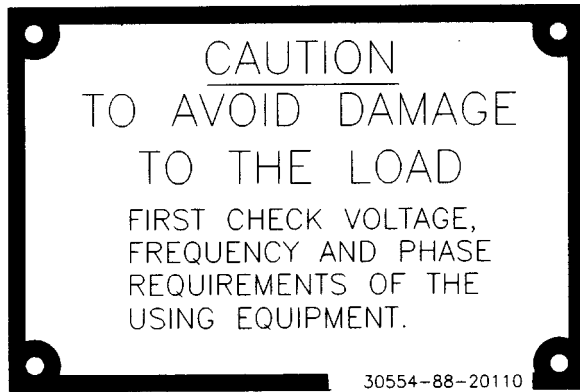 CAUTION
TO AVOID DAMAGE
TO THE LOAD
FIRST CHECK VOLTAGE,
FREQUENCY AND PHASE
REQUIREMENTS OF THE
USING EQUIPMENT.
30554-88-20110